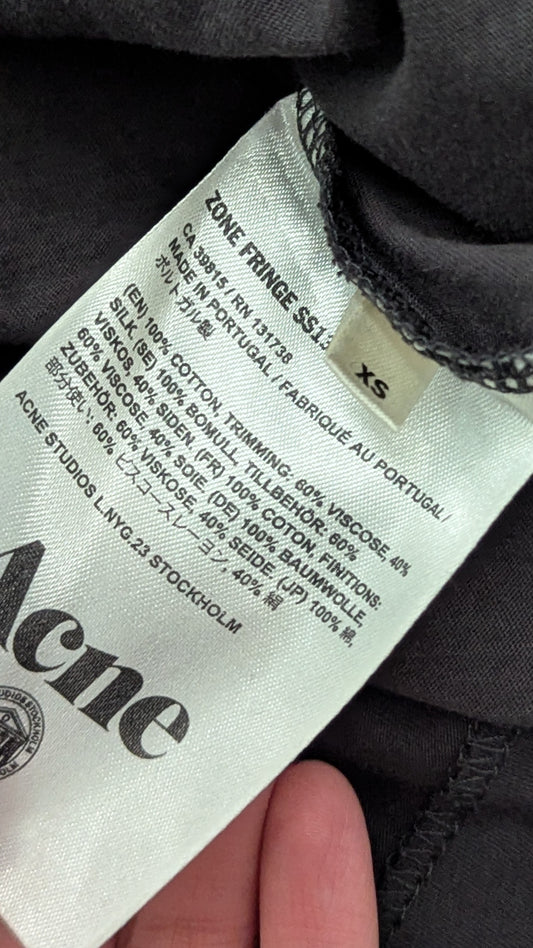 ZONE FRINGE SS13
CA 39815 / RN 131738
MADE IN PORTUGAL / FABRIQUÉ AU PORTUGAL/
ポルトガル製
(EN) 100% COTTON, TRIMMING: 60% VISCOSE, 40%
SILK (SE) 100% BOMULL, TILLBEHÖR: 60%
VISKOS, 40% SIDEN (FR) 100% COTON, FINITIONS:
60% VISCOSE, 40% SOIE (DE) 100% BAUMWOLLE,
ZUBEHÖR: 60% VISKOSE, 40% SEIDE (JP) 100% 綿,
部分使い: 60% ビスコースレーヨン, 40% 絹
ACNE STUDIOS L.NYG.23 STOCKHOLM
XS
Acne